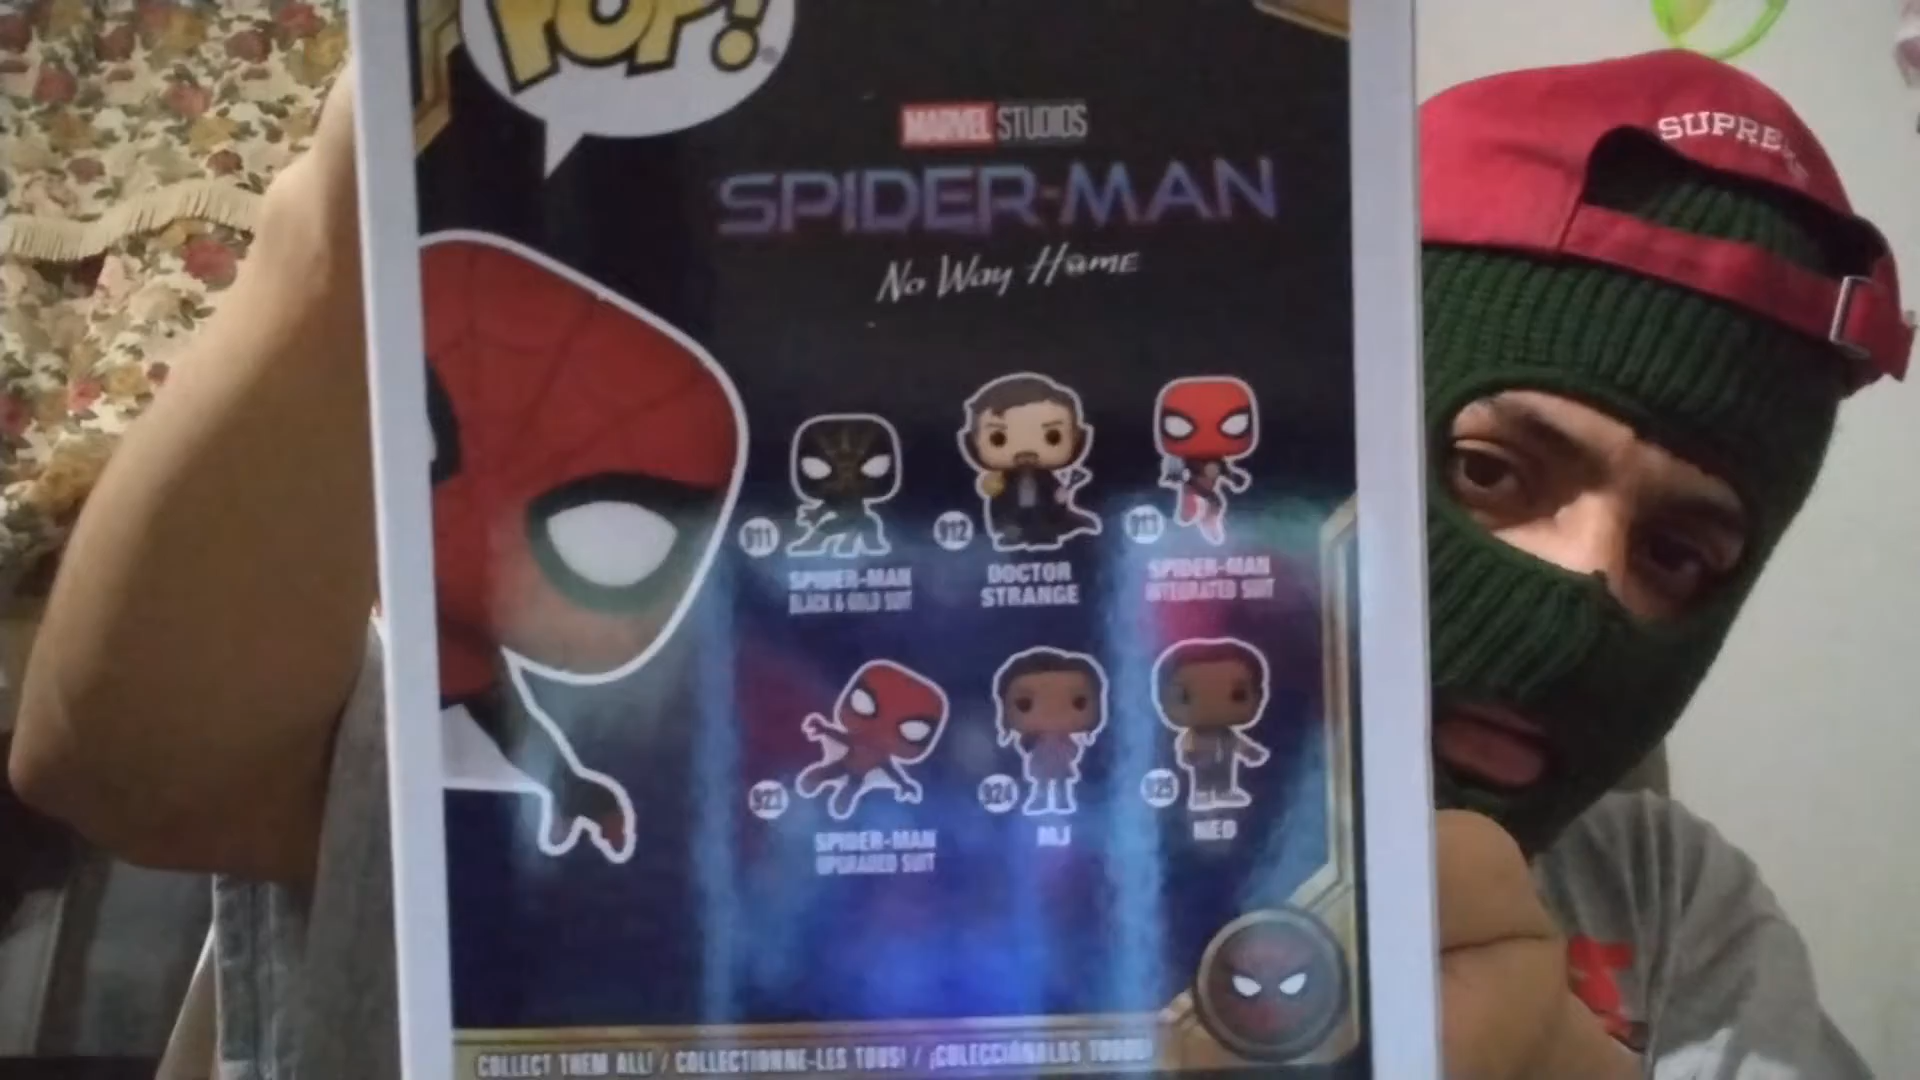 POP!
MARVEL STUDIOS
SPIDER-MAN
No Way Home
SUPREME
911
912
913
SPIDER-MAN
BLACK & GOLD SUIT
DOCTOR
STRANGE
SPIDER-MAN
INTEGRATED SUIT
923
924
925
SPIDER-MAN
UPGRADED SUIT
MJ
NED
COLLECT THEM ALL! / COLLECTIONNE-LES TOUS! / ¡COLECCIÓNALOS TODOS!